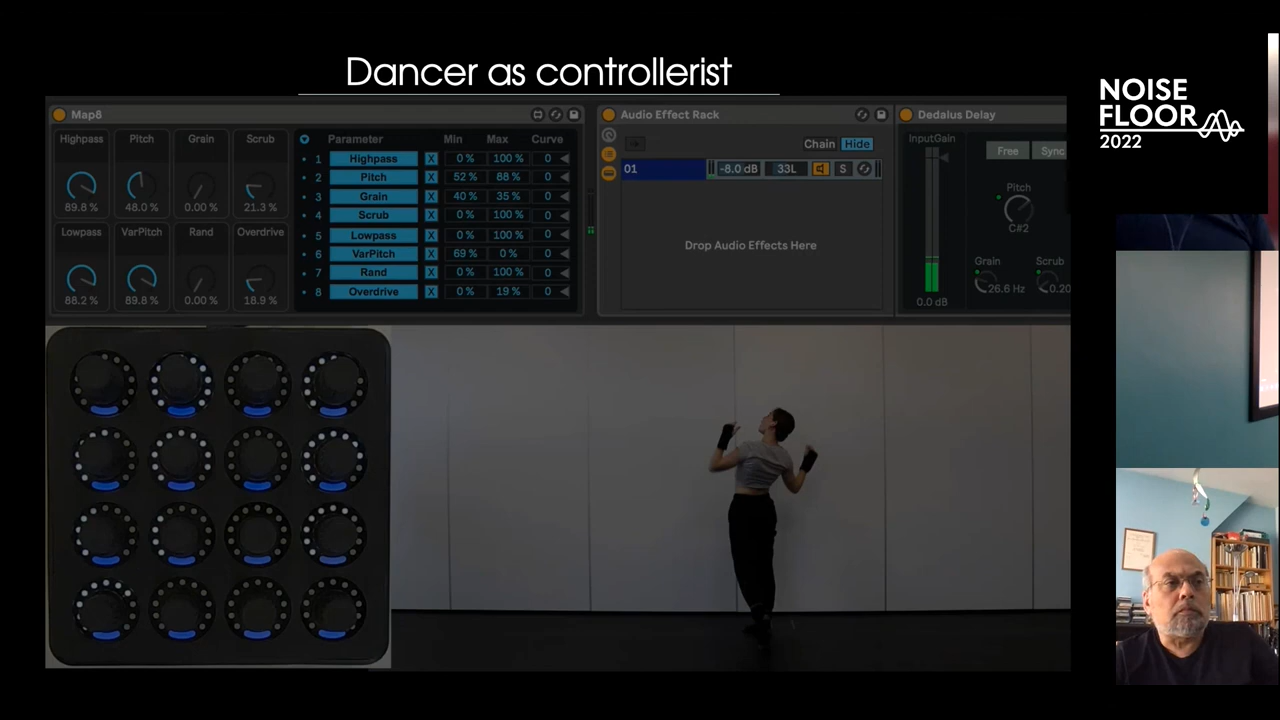 Dancer as controllerist
NOISE
FLOOR
2022
Map8
Highpass Pitch Grain Scrub
89.8 % 48.0 % 0.00 % 21.3 %
Lowpass VarPitch Rand Overdrive
88.2 % 89.8 % 0.00 % 18.9 %
Parameter Min Max Curve
1 Highpass X 0 % 100 % 0
2 Pitch X 52 % 88 % 0
3 Grain X 40 % 35 % 0
4 Scrub X 0 % 100 % 0
5 Lowpass X 0 % 100 % 0
6 VarPitch X 69 % 0 % 0
7 Rand X 0 % 100 % 0
8 Overdrive X 0 % 19 % 0
Audio Effect Rack
Chain Hide
01 -8.0 dB 33L S
Drop Audio Effects Here
Dedalus Delay
InputGain
0.0 dB
Free Sync
Pitch
C#2
Grain Scrub
26.6 Hz 0.20